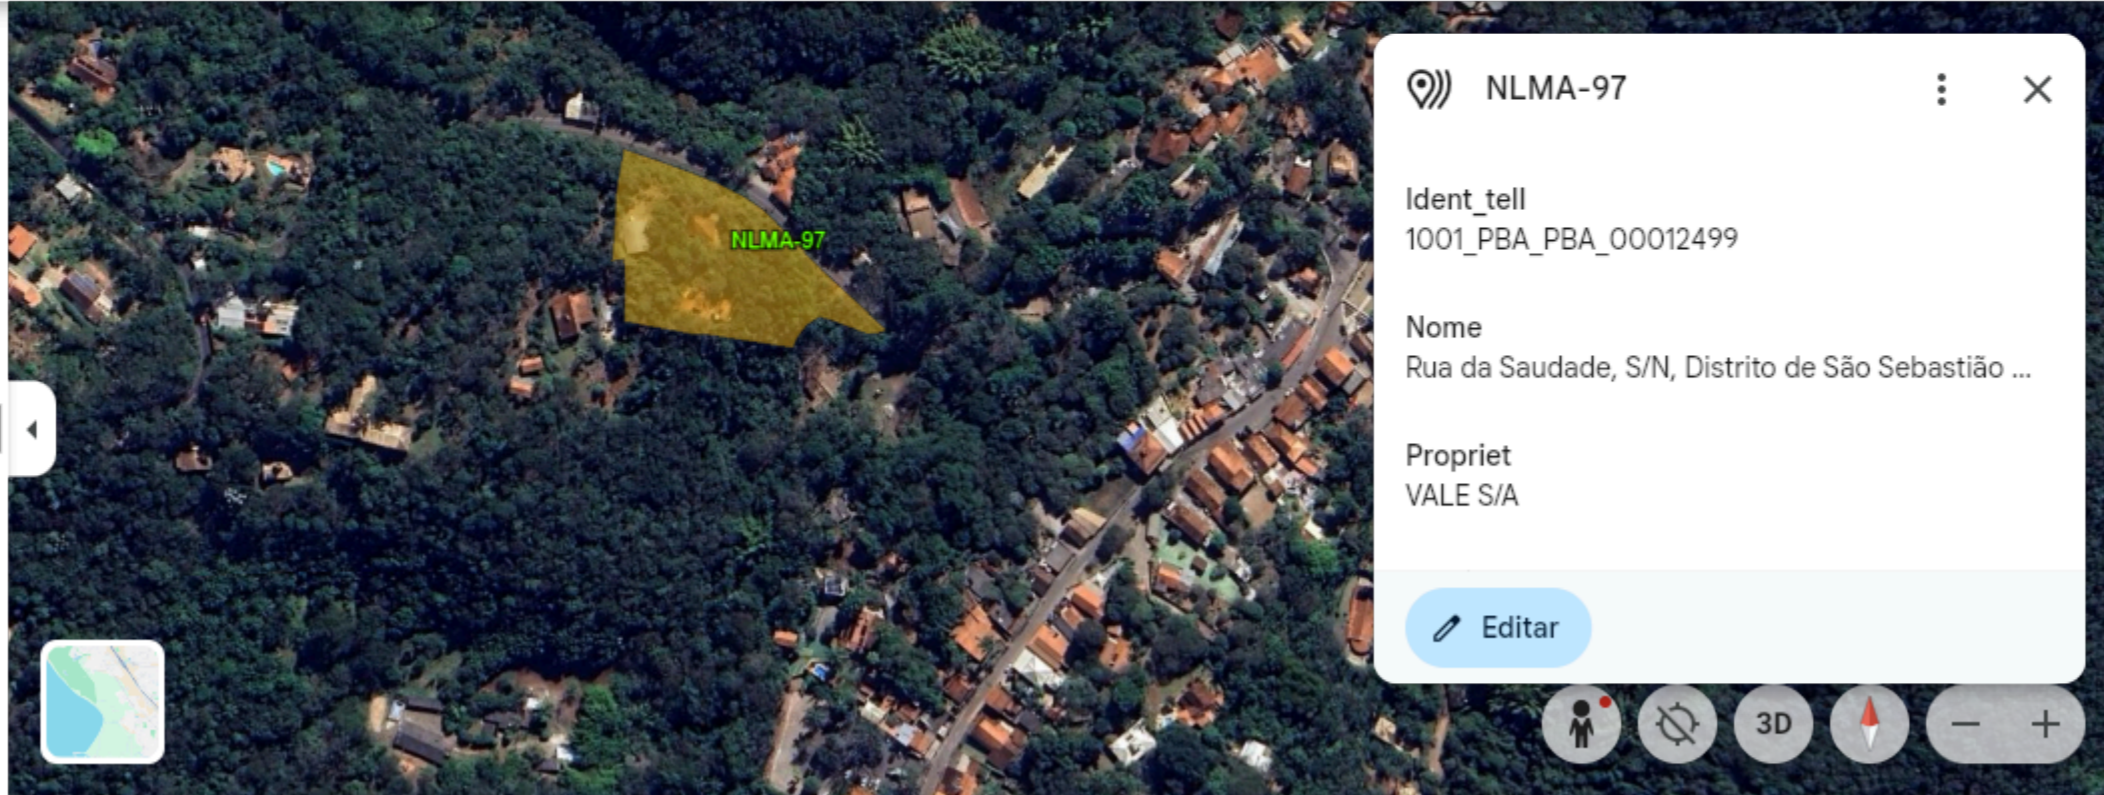 NLMA-97
NLMA-97
Ident_tell
1001_PBA_PBA_00012499
Nome
Rua da Saudade, S/N, Distrito de São Sebastião ...
Propriet
VALE S/A
Editar
3D